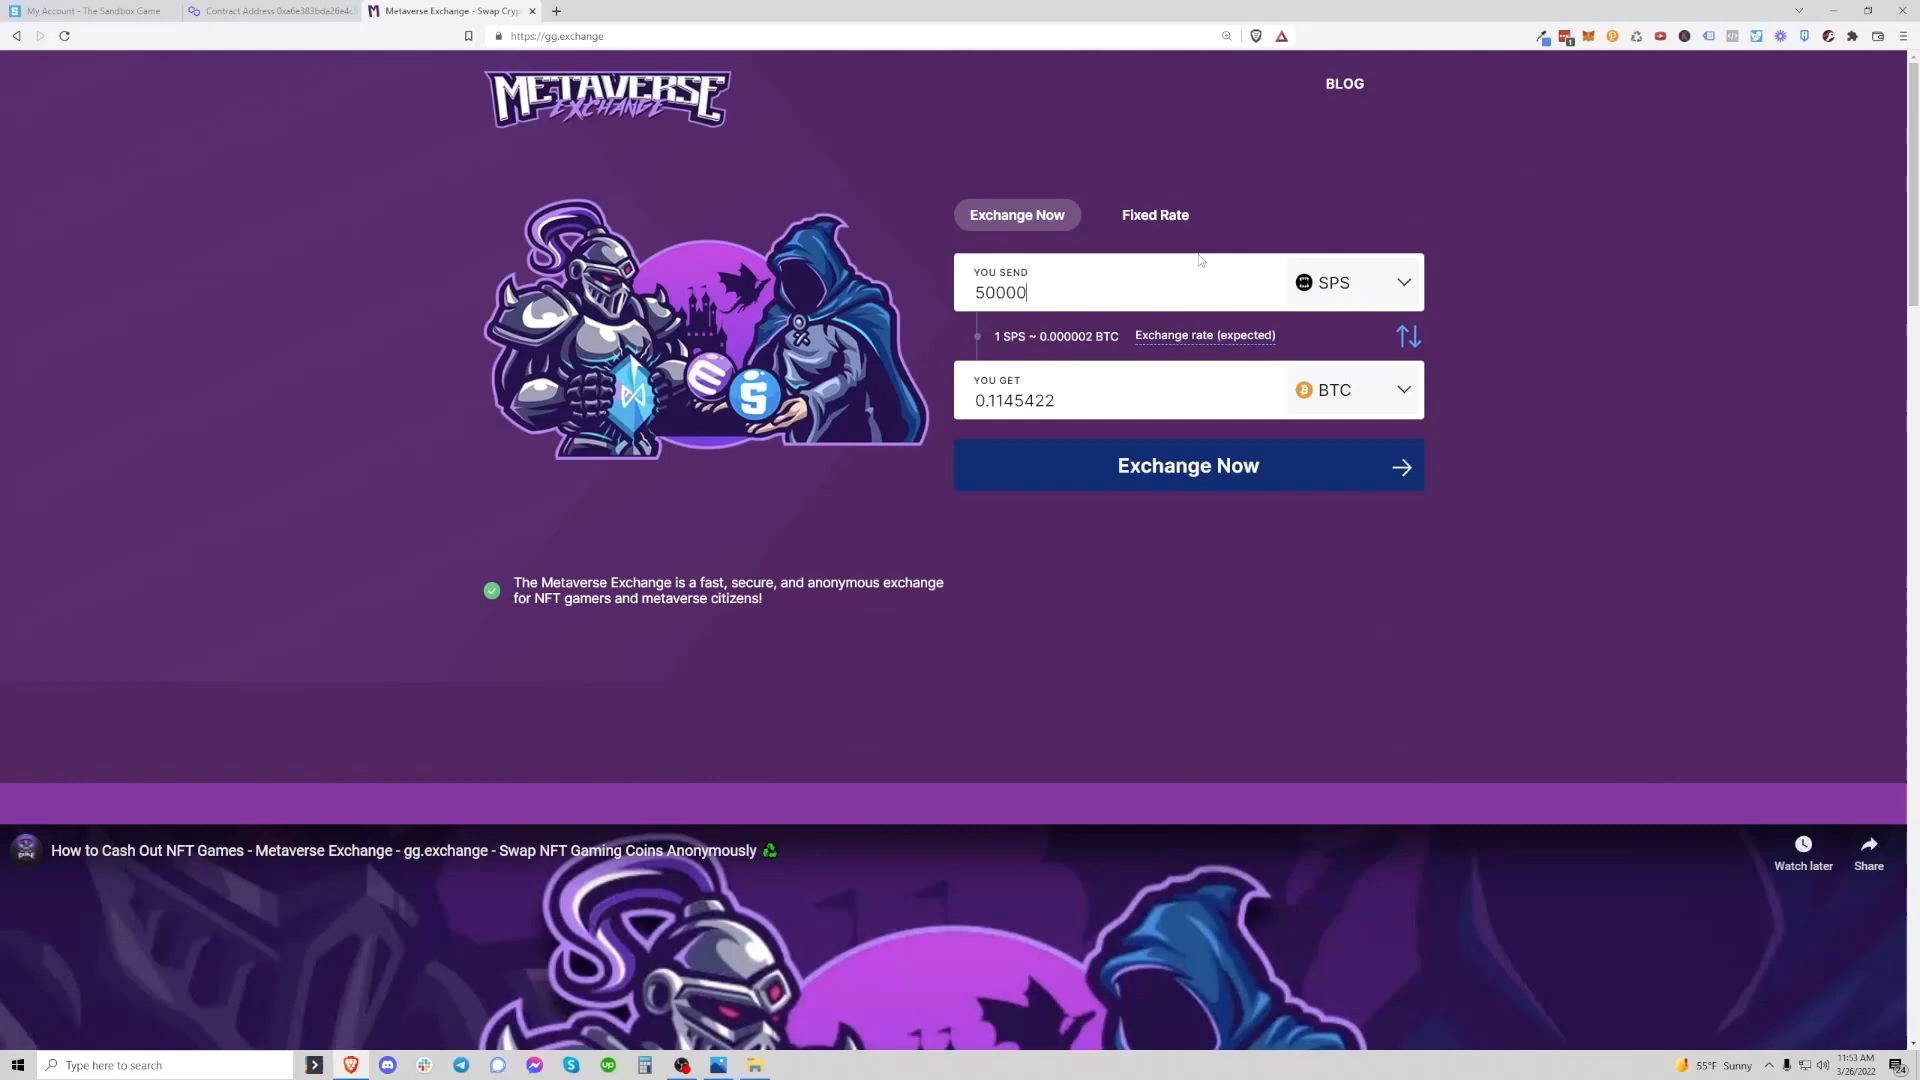 My Account - The Sandbox Game
Contract Address 0xa6e383bda26e4c
Metaverse Exchange - Swap Cryp
https://gg.exchange
METAVERSE
EXCHANGE
BLOG
Exchange Now
Fixed Rate
YOU SEND
50000
SPS
1 SPS ~ 0.000002 BTC
Exchange rate (expected)
YOU GET
0.1145422
BTC
Exchange Now
The Metaverse Exchange is a fast, secure, and anonymous exchange
for NFT gamers and metaverse citizens!
How to Cash Out NFT Games - Metaverse Exchange - gg.exchange - Swap NFT Gaming Coins Anonymously
Watch later
Share
Type here to search
55°F Sunny
11:53 AM
3/26/2022
24